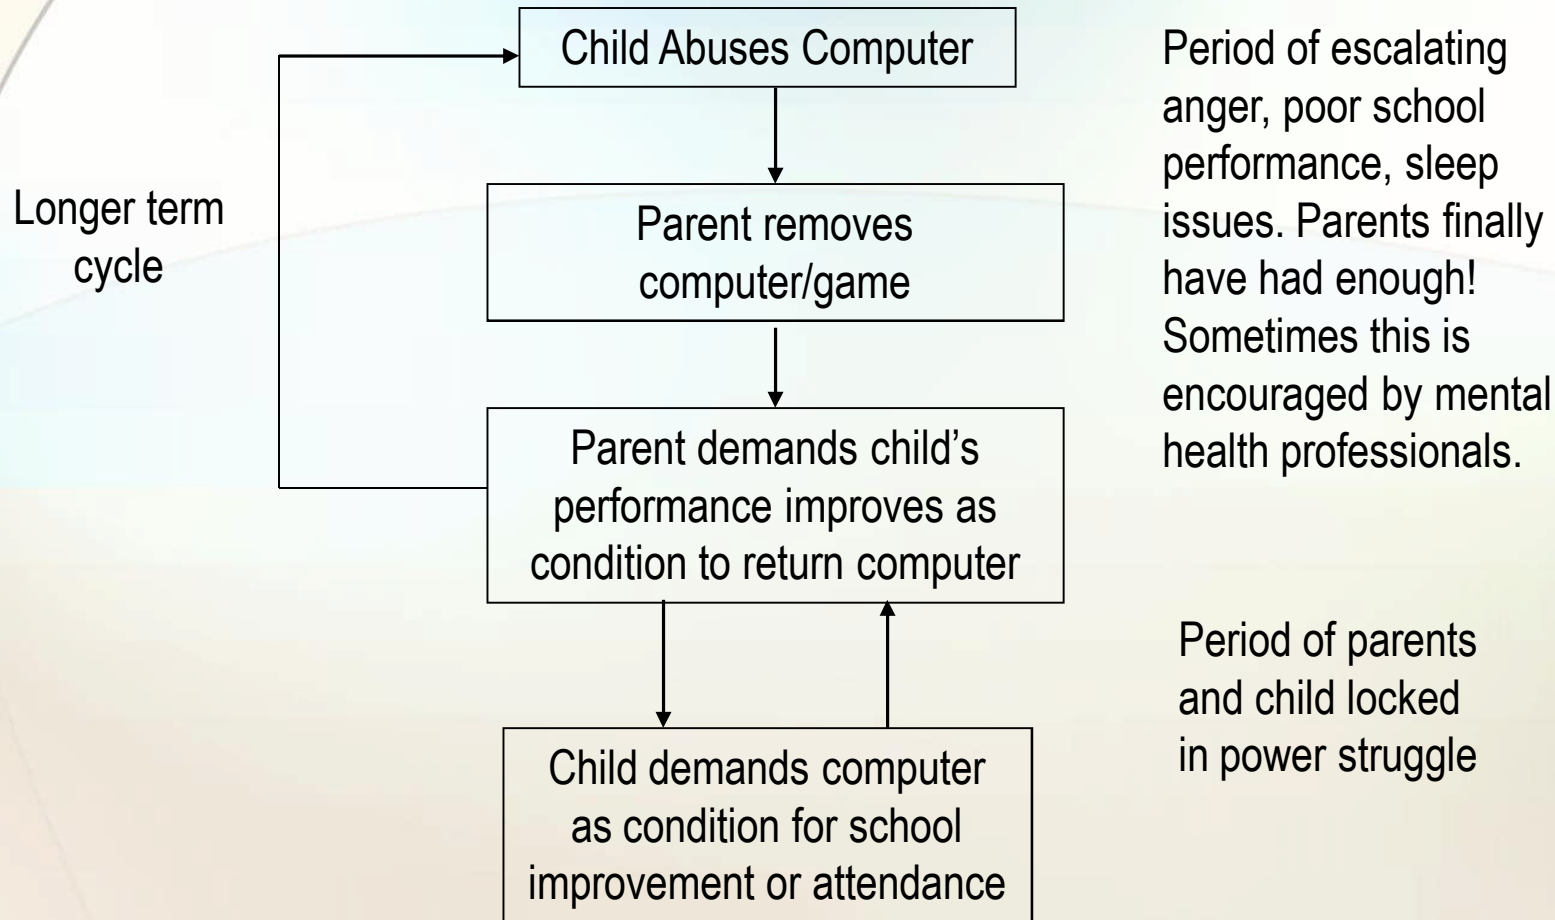 Child Abuses Computer
Period of escalating
anger, poor school
performance, sleep
issues. Parents finally
have had enough!
Sometimes this is
encouraged by mental
health professionals.
Longer term
cycle
Parent removes
computer/game
Parent demands child’s
performance improves as
condition to return computer
Period of parents
and child locked
in power struggle
Child demands computer
as condition for school
improvement or attendance